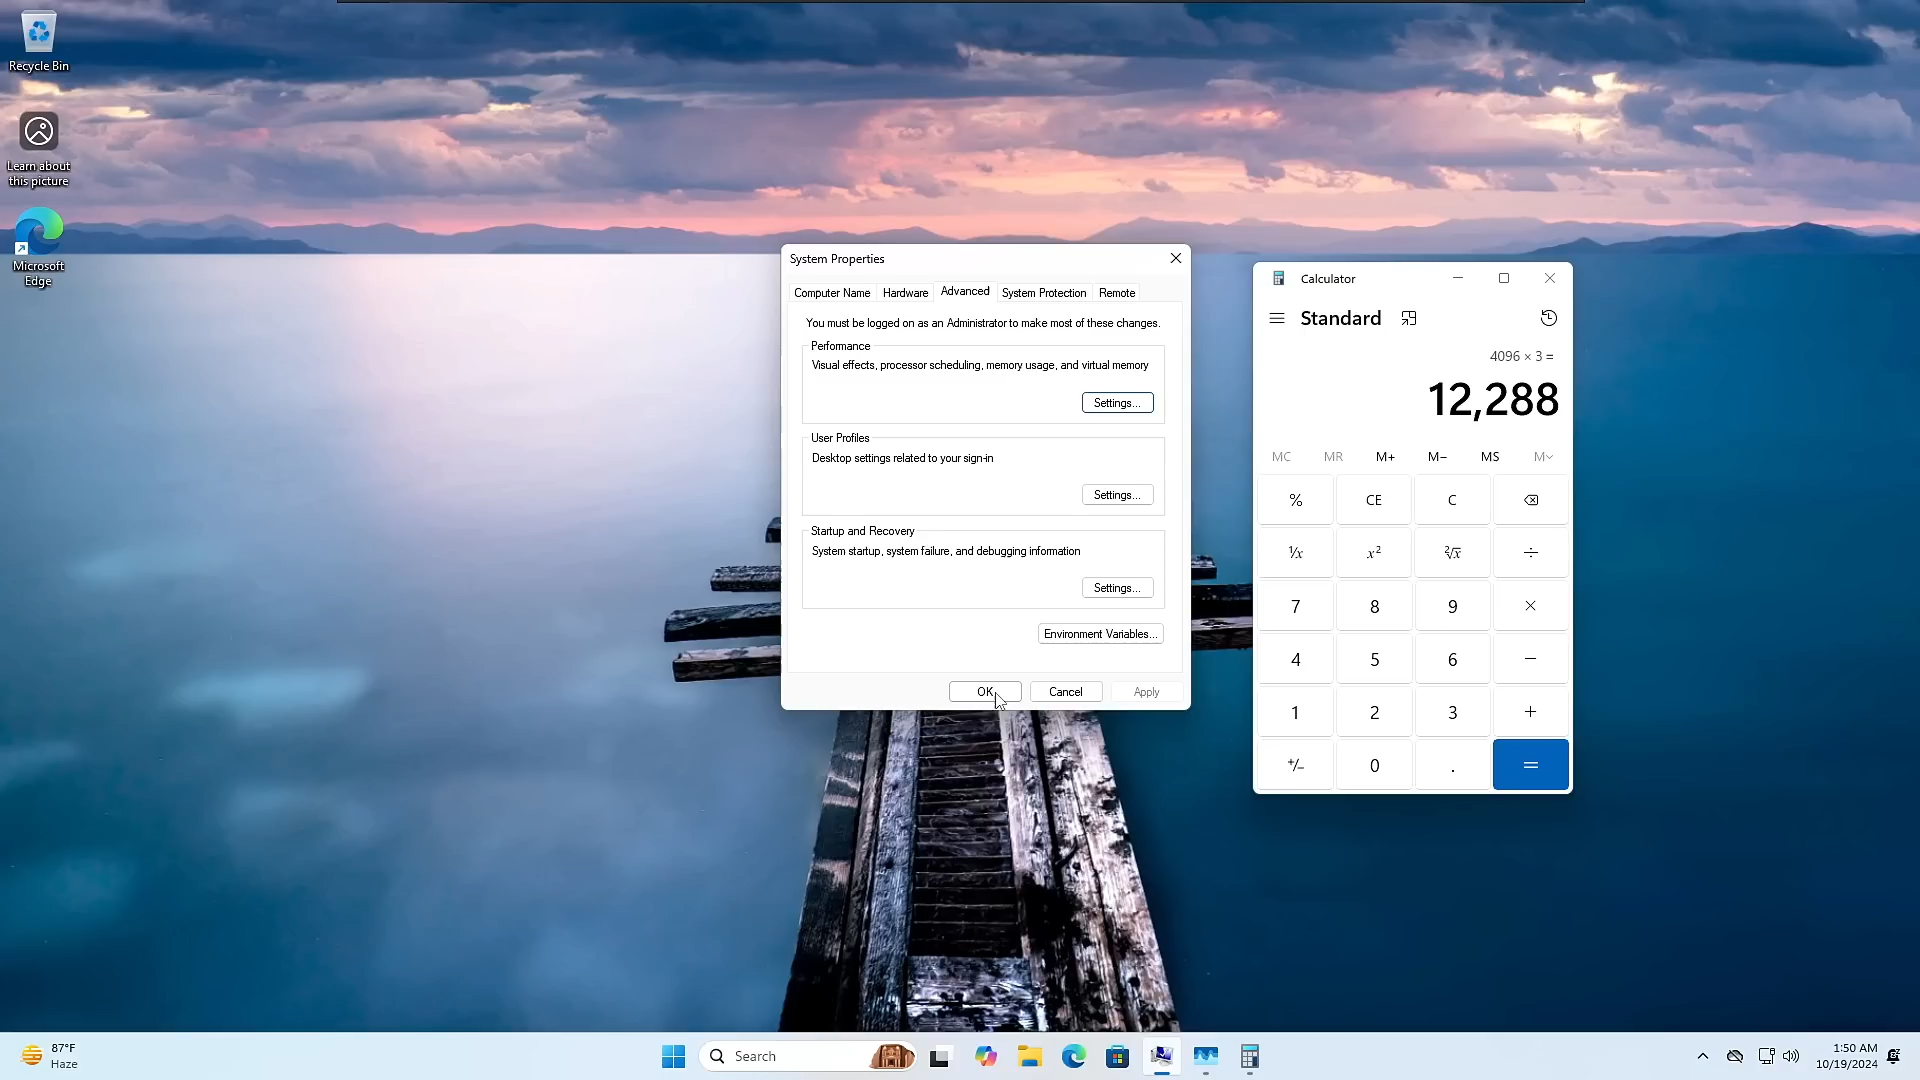 Recycle Bin
Learn about
this picture
Microsoft
Edge
System Properties
Computer Name
Hardware
Advanced
System Protection
Remote
You must be logged on as an Administrator to make most of these changes.
Performance
Visual effects, processor scheduling, memory usage, and virtual memory
Settings...
User Profiles
Desktop settings related to your sign-in
Settings...
Startup and Recovery
System startup, system failure, and debugging information
Settings...
Environment Variables...
OK
Cancel
Apply
Calculator
Standard
4096 × 3 =
12,288
MC MR M+ M− MS M˅
% CE C
¹/x x² ²√x ÷
7 8 9 ×
4 5 6 −
1 2 3 +
+/− 0 . =
87°F
Haze
Search
1:50 AM
10/19/2024